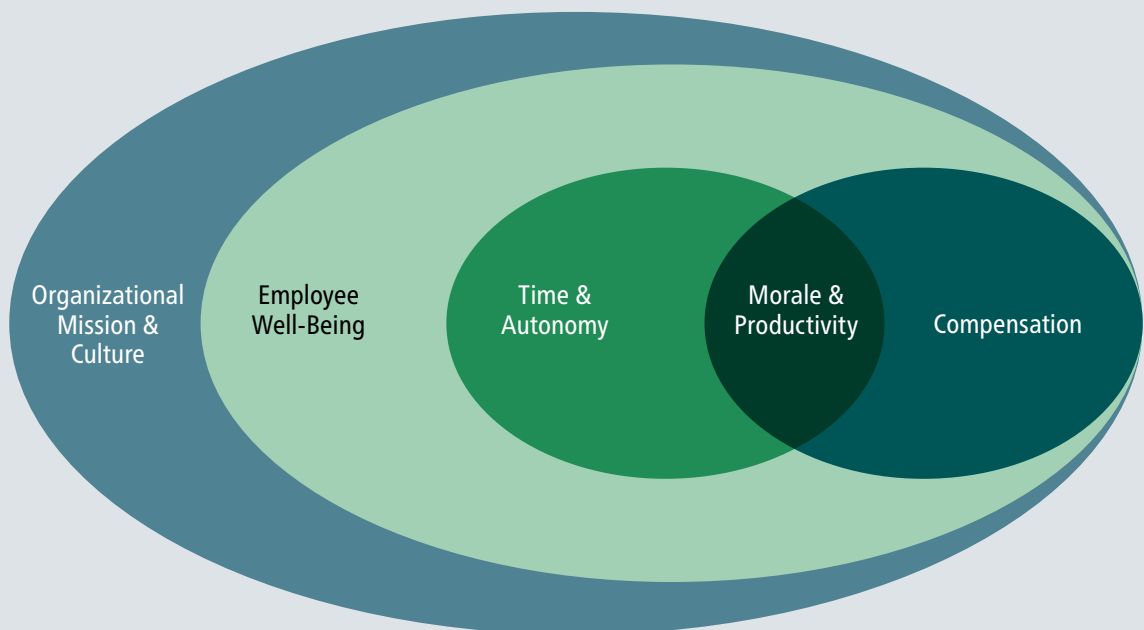 Organizational
Mission &
Culture
Employee
Well-Being
Time &
Autonomy
Morale &
Productivity
Compensation